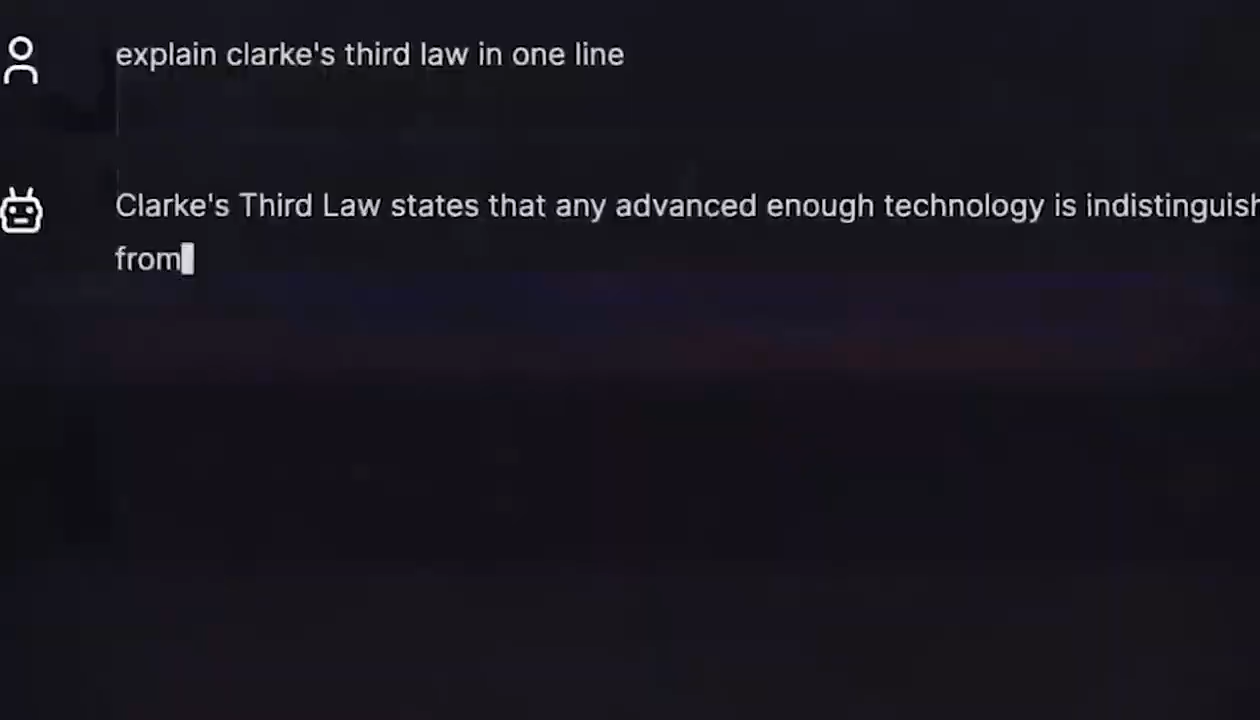 explain clarke's third law in one line
Clarke's Third Law states that any advanced enough technology is indistinguish
from